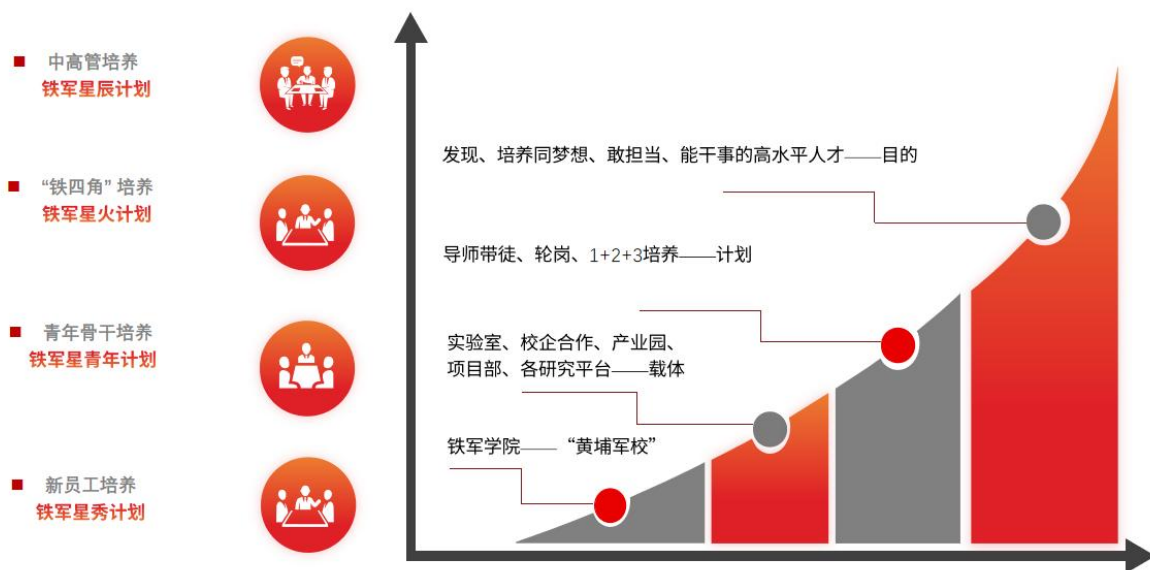 中高管培养
铁军星辰计划
“铁四角” 培养
铁军星火计划
青年骨干培养
铁军星青年计划
新员工培养
铁军星秀计划
发现、培养同梦想、敢担当、能干事的高水平人才——目的
导师带徒、轮岗、1+2+3培养——计划
实验室、校企合作、产业园、
项目部、各研究平台——载体
铁军学院—— “黄埔军校”